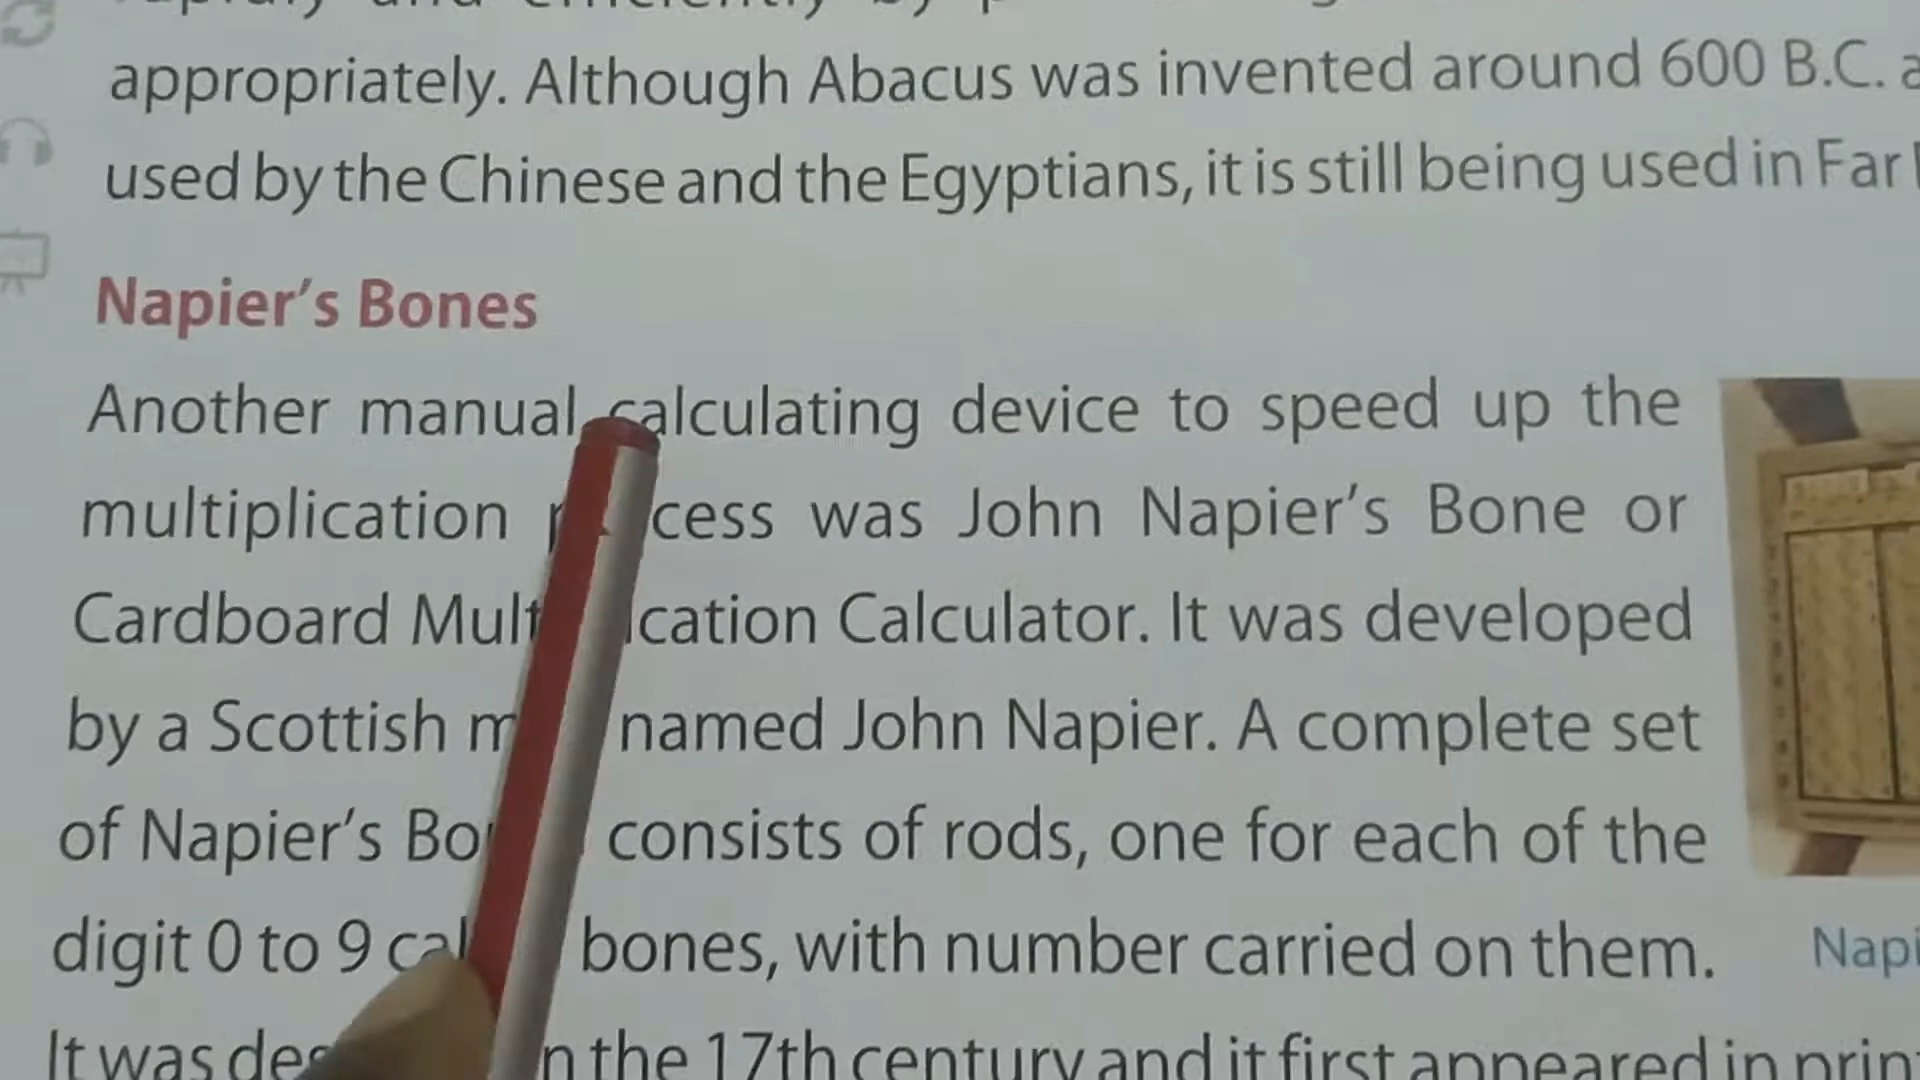 appropriately. Although Abacus was invented around 600 B.C.
used by the Chinese and the Egyptians, it is still being used in Far
Napier's Bones
Another manual calculating device to speed up the
multiplication was John Napier's Bone or
Cardboard Calculator. It was developed
by a Scottish named John Napier. A complete set
of Napier's consists of rods, one for each of the
digit 0 to 9 bones, with number carried on them.
Napi
It was the 17th century and it first appeared in